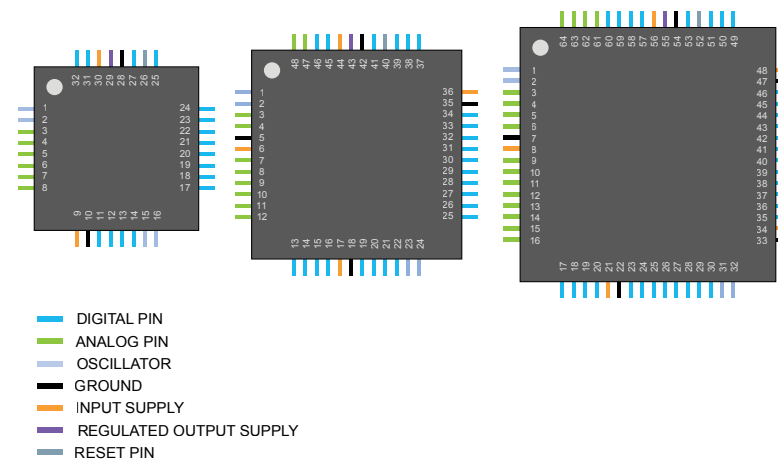 32 31 30 29 28 27 26 25
1 24
2 23
3 22
4 21
5 20
6 19
7 18
8 17
9 10 11 12 13 14 15 16
48 47 46 45 44 43 42 41 40 39 38 37
1 36
2 35
3 34
4 33
5 32
6 31
7 30
8 29
9 28
10 27
11 26
12 25
13 14 15 16 17 18 19 20 21 22 23 24
64 63 62 61 60 59 58 57 56 55 54 53 52 51 50 49
1 48
2 47
3 46
4 45
5 44
6 43
7 42
8 41
9 40
10 39
11 38
12 37
13 36
14 35
15 34
16 33
17 18 19 20 21 22 23 24 25 26 27 28 29 30 31 32
DIGITAL PIN
ANALOG PIN
OSCILLATOR
GROUND
INPUT SUPPLY
REGULATED OUTPUT SUPPLY
RESET PIN